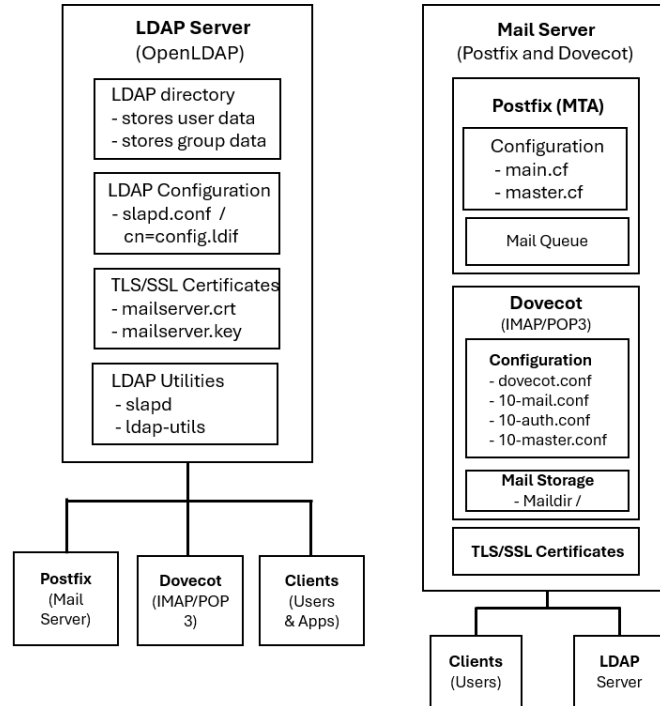 LDAP Server
(OpenLDAP)
LDAP directory
- stores user data
- stores group data
LDAP Configuration
- slapd.conf /
cn=config.ldif
TLS/SSL Certificates
- mailserver.crt
- mailserver.key
LDAP Utilities
- slapd
- ldap-utils
Postfix
(Mail
Server)
Dovecot
(IMAP/POP
3)
Clients
(Users
& Apps)
Mail Server
(Postfix and Dovecot)
Postfix (MTA)
Configuration
- main.cf
- master.cf
Mail Queue
Dovecot
(IMAP/POP3)
Configuration
- dovecot.conf
- 10-mail.conf
- 10-auth.conf
- 10-master.conf
Mail Storage
- Maildir /
TLS/SSL Certificates
Clients
(Users)
LDAP
Server